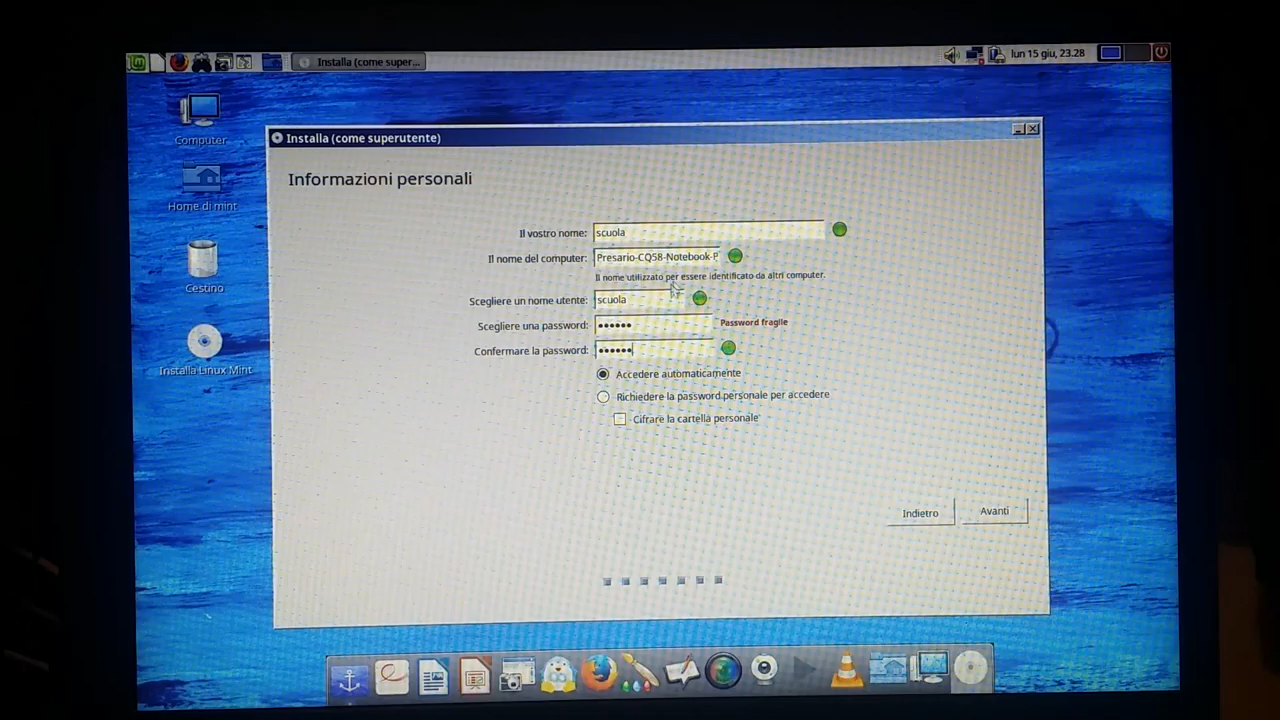 Installa (come super...
lun 15 giu, 23.28
Computer
Home di mint
Cestino
Installa Linux Mint
Installa (come superutente)
Informazioni personali
Il vostro nome: scuola
Il nome del computer: Presario-CQ58-Notebook-P
Il nome utilizzato per essere identificato da altri computer.
Scegliere un nome utente: scuola
Scegliere una password: ●●●●●● Password fragile
Confermare la password: ●●●●●●
Accedere automaticamente
Richiedere la password personale per accedere
Cifrare la cartella personale
Indietro
Avanti